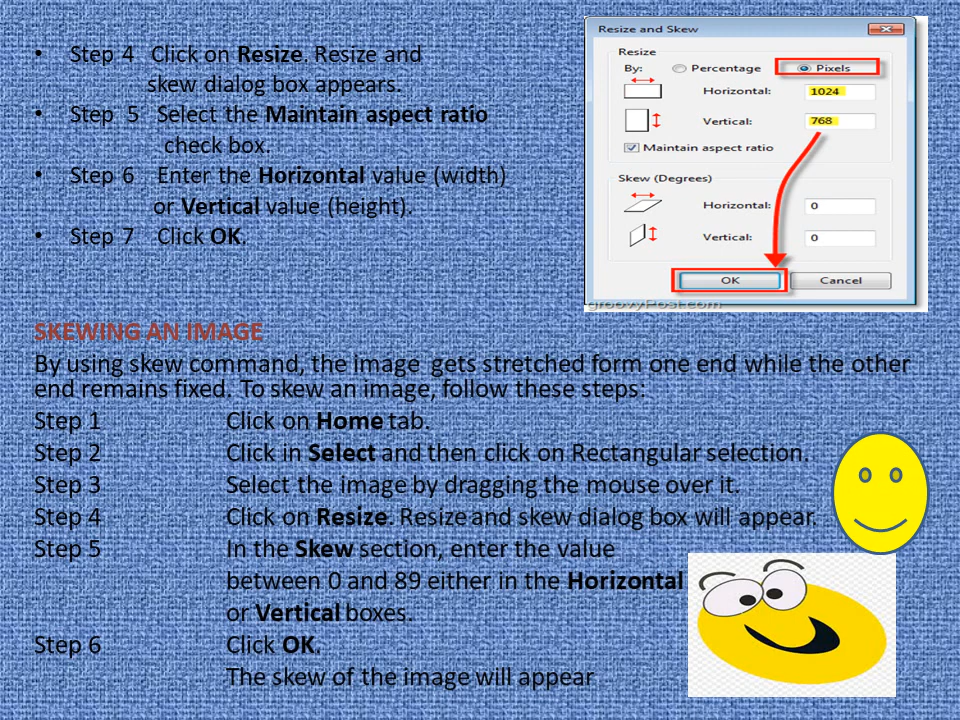 • Step 4 Click on Resize. Resize and
skew dialog box appears.
• Step 5 Select the Maintain aspect ratio
check box.
• Step 6 Enter the Horizontal value (width)
or Vertical value (height).
• Step 7 Click OK.
Resize and Skew
Resize
By: Percentage Pixels
Horizontal: 1024
Vertical: 768
Maintain aspect ratio
Skew (Degrees)
Horizontal: 0
Vertical: 0
OK Cancel
groovyPost.com
SKEWING AN IMAGE
By using skew command, the image gets stretched form one end while the other
end remains fixed. To skew an image, follow these steps:
Step 1 Click on Home tab.
Step 2 Click in Select and then click on Rectangular selection.
Step 3 Select the image by dragging the mouse over it.
Step 4 Click on Resize. Resize and skew dialog box will appear.
Step 5 In the Skew section, enter the value
between 0 and 89 either in the Horizontal
or Vertical boxes.
Step 6 Click OK.
The skew of the image will appear